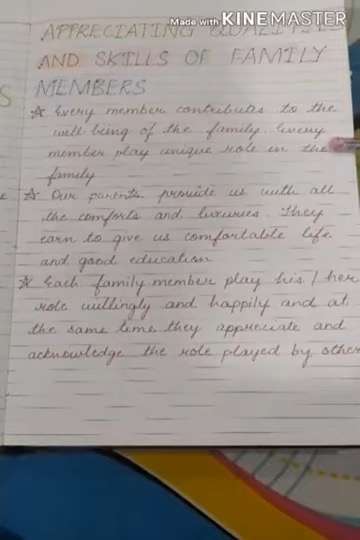 Made with KINEMASTER
APPRECIATING QUALITIES
AND SKILLS OF FAMILY
MEMBERS
☆ Every member contributes to the
well being of the family. Every
member play unique role in the
family
☆ Our parents provide us with all
the comforts and luxuries. They
earn to give us comfortable life
and good education
☆ Each family member play his / her
role willingly and happily and at
the same time they appreciate and
acknowledge the role played by other
S